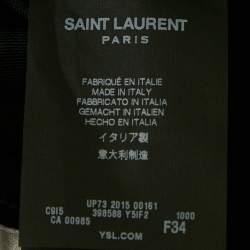 SAINT LAURENT
PARIS
FABRIQUÉ EN ITALIE
MADE IN ITALY
FABBRICATO IN ITALIA
GEMACHT IN ITALIEN
HECHO EN ITALIA
イタリア製
意大利制造
UP73 2015 00161
C915 398588 Y5IF2 1000
CA 00985 F34
YSL.COM